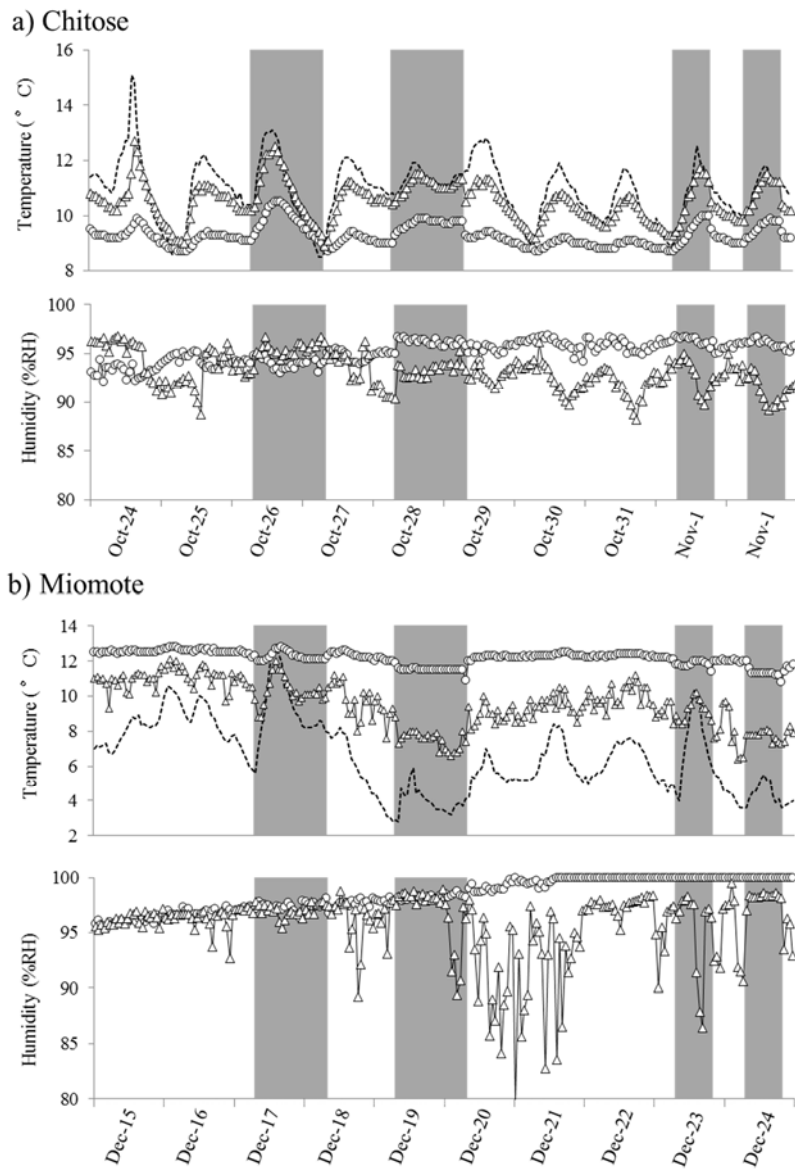 a) Chitose
16
14
12
10
8
Temperature (° C)
100
95
90
85
80
Humidity (%RH)
Oct-24 Oct-25 Oct-26 Oct-27 Oct-28 Oct-29 Oct-30 Oct-31 Nov-1 Nov-1
b) Miomote
14
12
10
8
6
4
2
Temperature (° C)
100
95
90
85
80
Humidity (%RH)
Dec-15 Dec-16 Dec-17 Dec-18 Dec-19 Dec-20 Dec-21 Dec-22 Dec-23 Dec-24